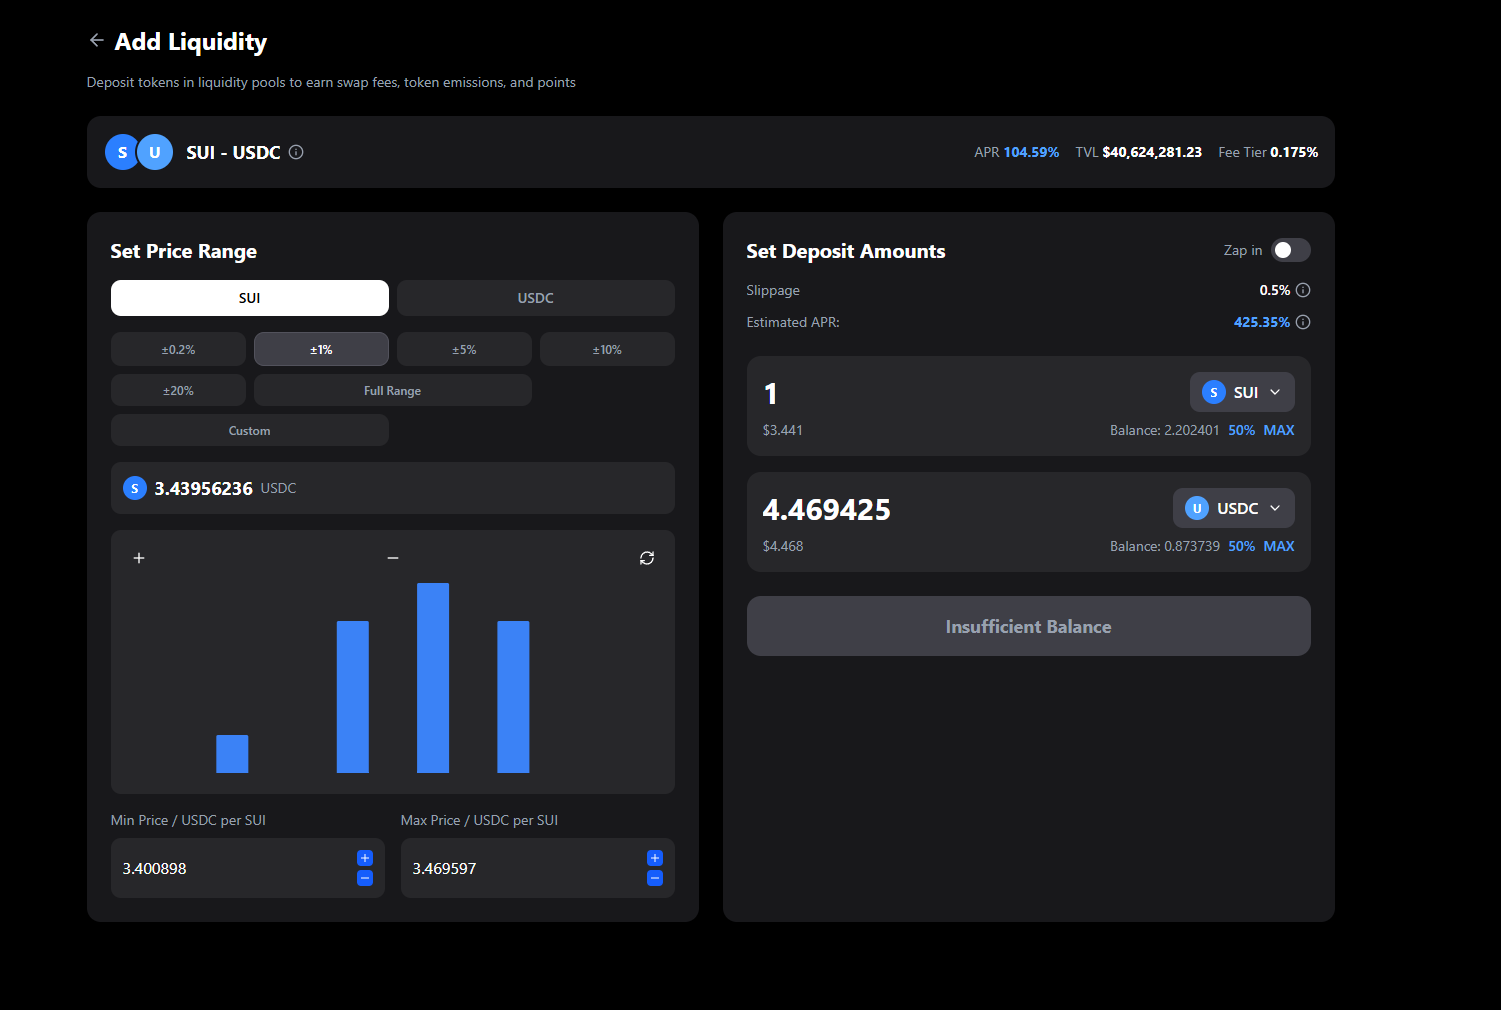 Add Liquidity
Deposit tokens in liquidity pools to earn swap fees, token emissions, and points
S U SUI - USDC APR 104.59% TVL $40,624,281.23 Fee Tier 0.175%
Set Price Range
SUI USDC
±0.2% ±1% ±5% ±10%
±20% Full Range
Custom
S 3.43956236 USDC
Min Price / USDC per SUI Max Price / USDC per SUI
3.400898 3.469597
Set Deposit Amounts Zap in
Slippage 0.5%
Estimated APR: 425.35%
1 S SUI
$3.441 Balance: 2.202401 50% MAX
4.469425 U USDC
$4.468 Balance: 0.873739 50% MAX
Insufficient Balance